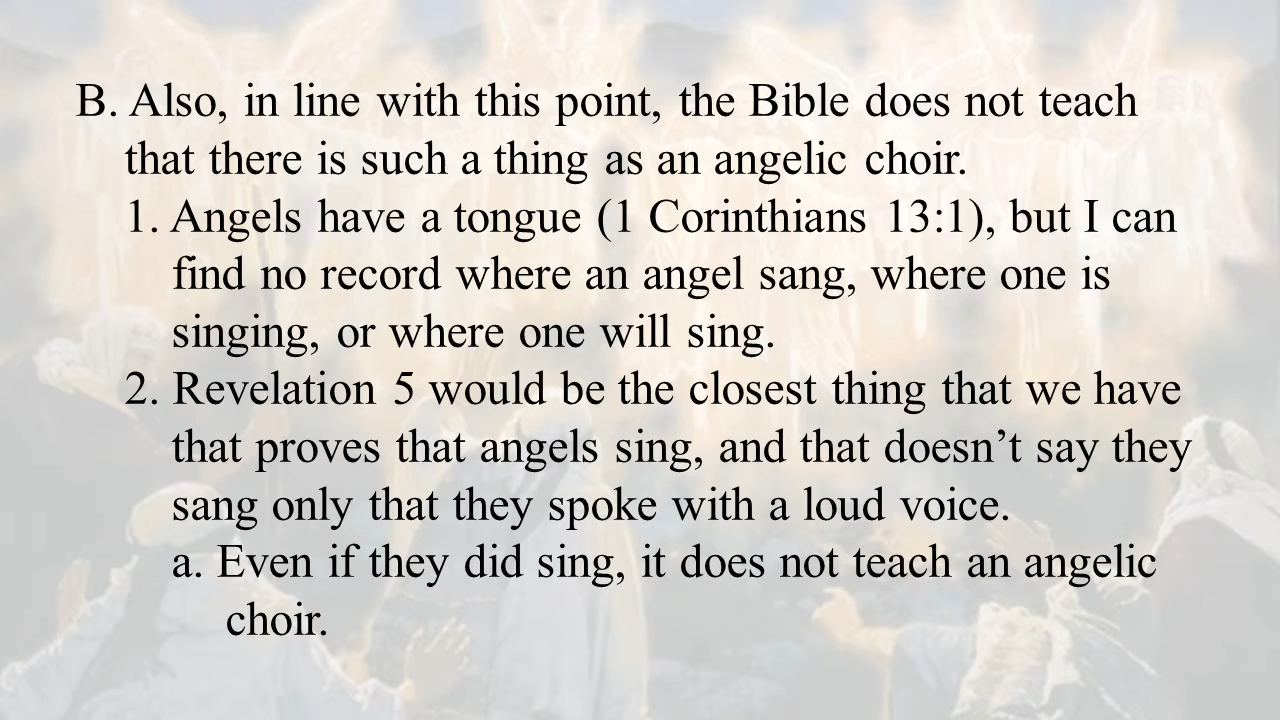 B. Also, in line with this point, the Bible does not teach
that there is such a thing as an angelic choir.
1. Angels have a tongue (1 Corinthians 13:1), but I can
find no record where an angel sang, where one is
singing, or where one will sing.
2. Revelation 5 would be the closest thing that we have
that proves that angels sing, and that doesn’t say they
sang only that they spoke with a loud voice.
a. Even if they did sing, it does not teach an angelic
choir.